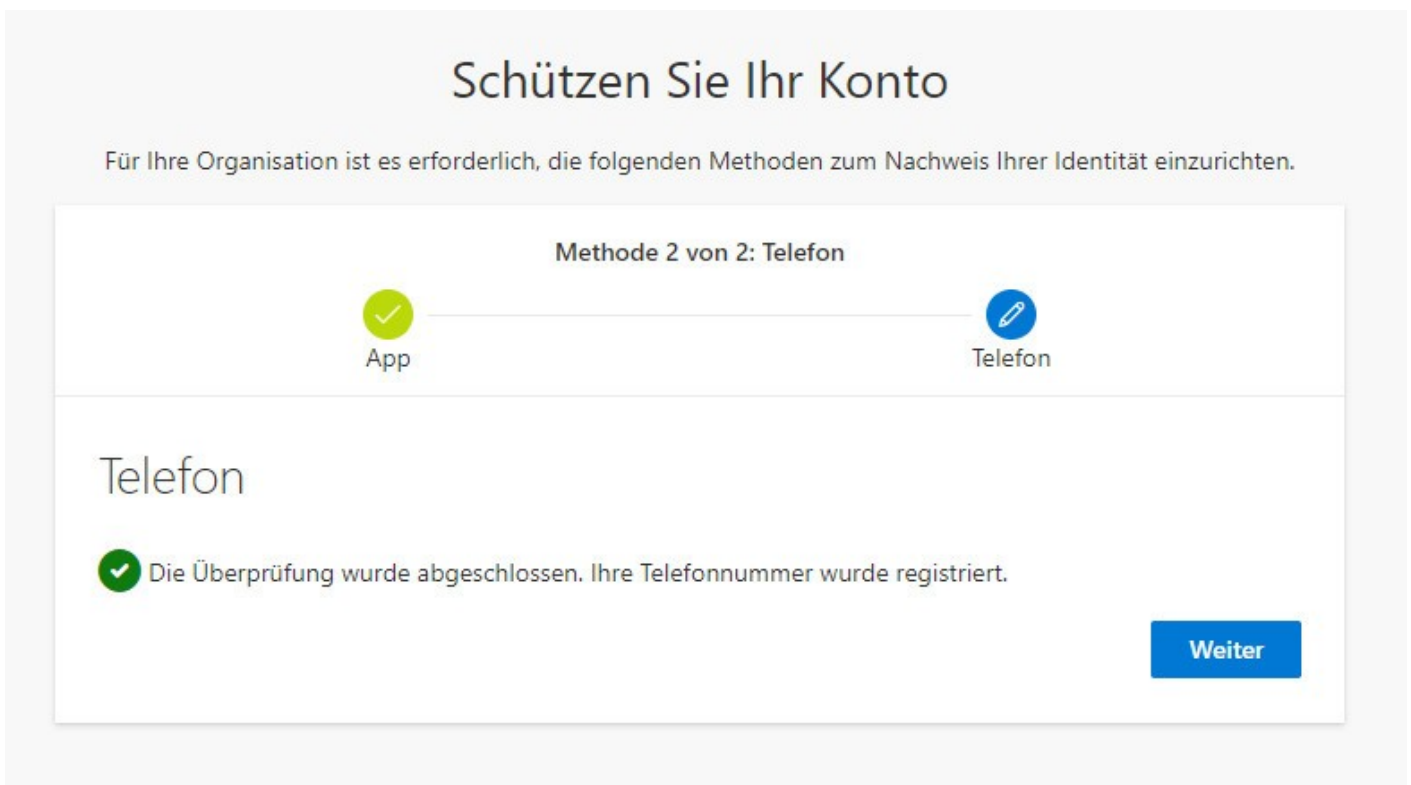 Schützen Sie Ihr Konto
Für Ihre Organisation ist es erforderlich, die folgenden Methoden zum Nachweis Ihrer Identität einzurichten.
Methode 2 von 2: Telefon
App
Telefon
Telefon
Die Überprüfung wurde abgeschlossen. Ihre Telefonnummer wurde registriert.
Weiter